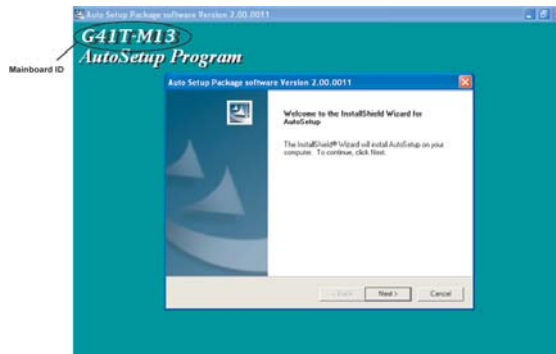 Auto Setup Package software Version 2.00.0011
G41T-M13
AutoSetup Program
Mainboard ID
Auto Setup Package software Version 2.00.0011
Welcome to the InstallShield Wizard for
AutoSetup
The InstallShield® Wizard will install AutoSetup on your
computer. To continue, click Next.
< Back
Next >
Cancel